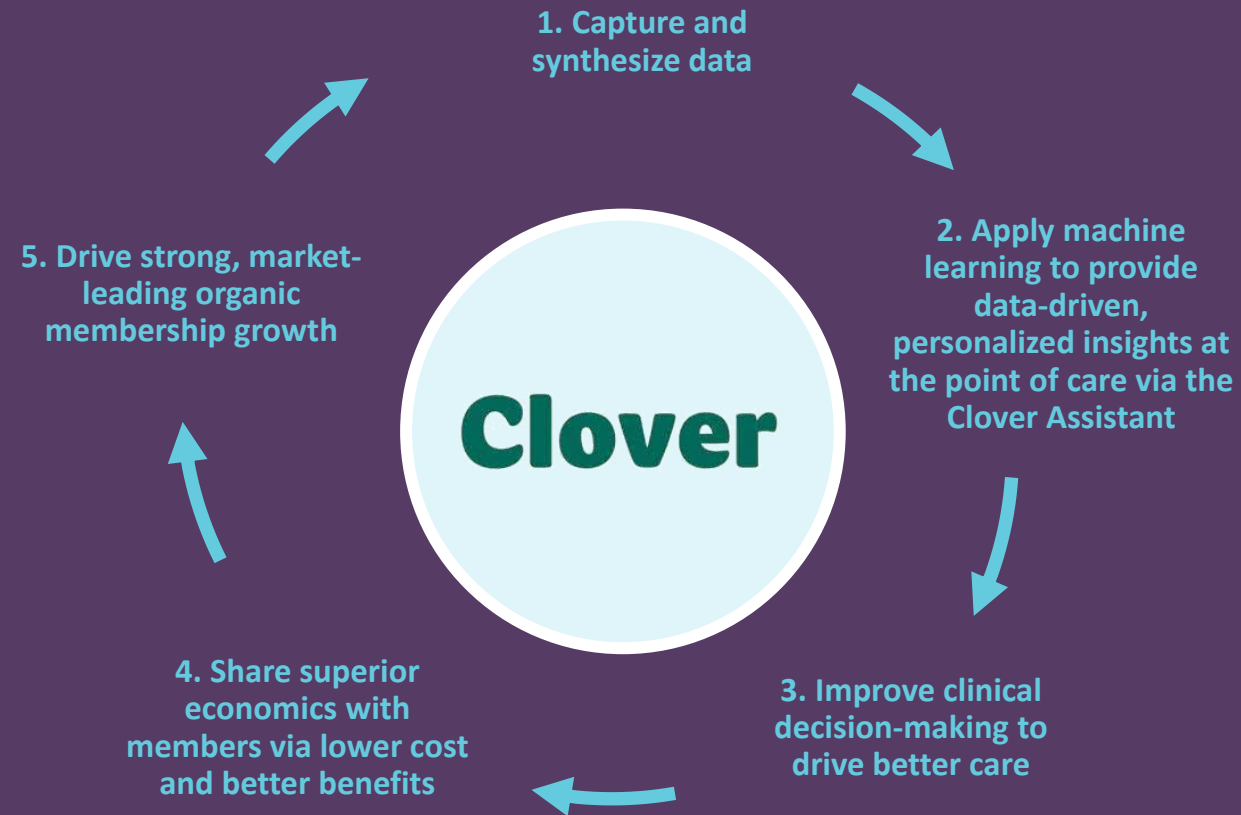 1. Capture and
synthesize data
2. Apply machine
learning to provide
data-driven,
personalized insights at
the point of care via the
Clover Assistant
3. Improve clinical
decision-making to
drive better care
4. Share superior
economics with
members via lower cost
and better benefits
5. Drive strong, market-
leading organic
membership growth
Clover